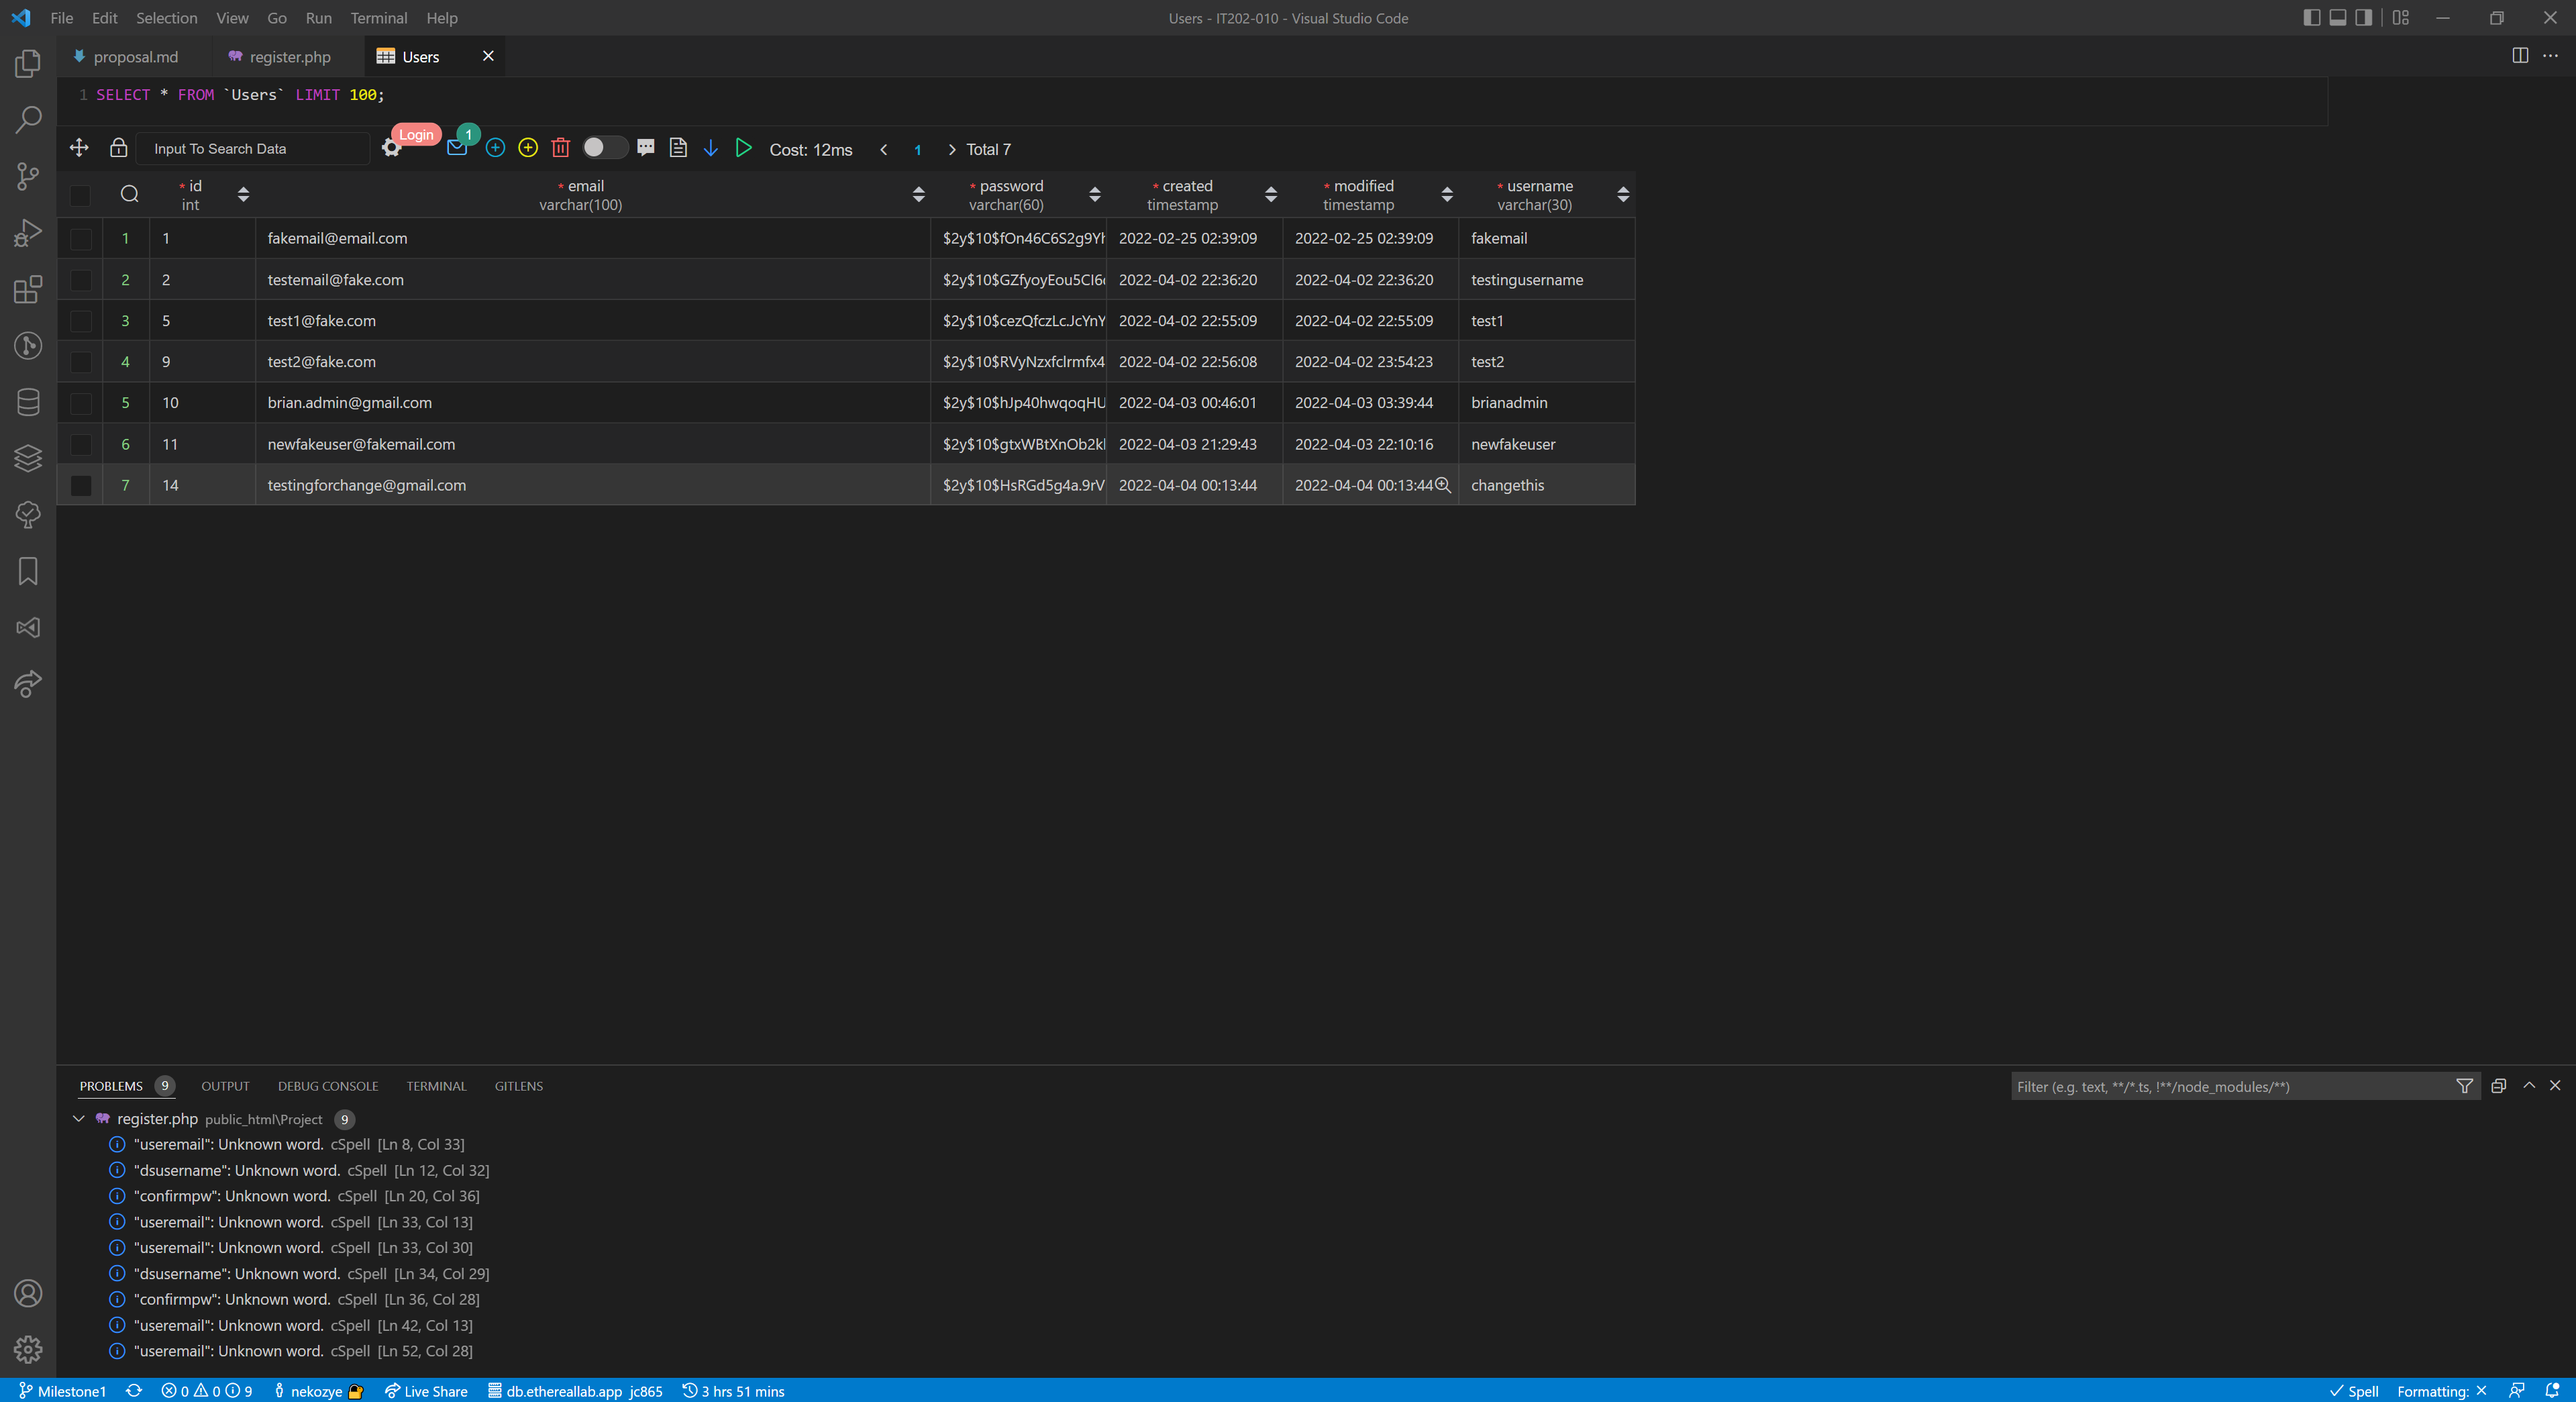 File Edit Selection View Go Run Terminal Help Users - IT202-010 - Visual Studio Code
proposal.md register.php Users
1 SELECT * FROM `Users` LIMIT 100;
Input To Search Data Login 1 Cost: 12ms 1 Total 7
* id * email * password * created * modified * username
int varchar(100) varchar(60) timestamp timestamp varchar(30)
1 1 fakemail@email.com $2y$10$fOn46C6S2g9Yh 2022-02-25 02:39:09 2022-02-25 02:39:09 fakemail
2 2 testemail@fake.com $2y$10$GZfyoyEou5CI6 2022-04-02 22:36:20 2022-04-02 22:36:20 testingusername
3 5 test1@fake.com $2y$10$cezQfczLc.JcYnY 2022-04-02 22:55:09 2022-04-02 22:55:09 test1
4 9 test2@fake.com $2y$10$RVyNzxfclrmfx4 2022-04-02 22:56:08 2022-04-02 23:54:23 test2
5 10 brian.admin@gmail.com $2y$10$hJp40hwqoqHU 2022-04-03 00:46:01 2022-04-03 03:39:44 brianadmin
6 11 newfakeuser@fakemail.com $2y$10$gtxWBtXnOb2k 2022-04-03 21:29:43 2022-04-03 22:10:16 newfakeuser
7 14 testingforchange@gmail.com $2y$10$HsRGd5g4a.9rV 2022-04-04 00:13:44 2022-04-04 00:13:44 changethis
PROBLEMS 9 OUTPUT DEBUG CONSOLE TERMINAL GITLENS Filter (e.g. text, **/*.ts, !**/node_modules/**)
register.php public_html\Project 9
"useremail": Unknown word. cSpell [Ln 8, Col 33]
"dsusername": Unknown word. cSpell [Ln 12, Col 32]
"confirmpw": Unknown word. cSpell [Ln 20, Col 36]
"useremail": Unknown word. cSpell [Ln 33, Col 13]
"useremail": Unknown word. cSpell [Ln 33, Col 30]
"dsusername": Unknown word. cSpell [Ln 34, Col 29]
"confirmpw": Unknown word. cSpell [Ln 36, Col 28]
"useremail": Unknown word. cSpell [Ln 42, Col 13]
"useremail": Unknown word. cSpell [Ln 52, Col 28]
Milestone1 0 0 9 nekozye Live Share db.ethereallab.app jc865 3 hrs 51 mins Spell Formatting: